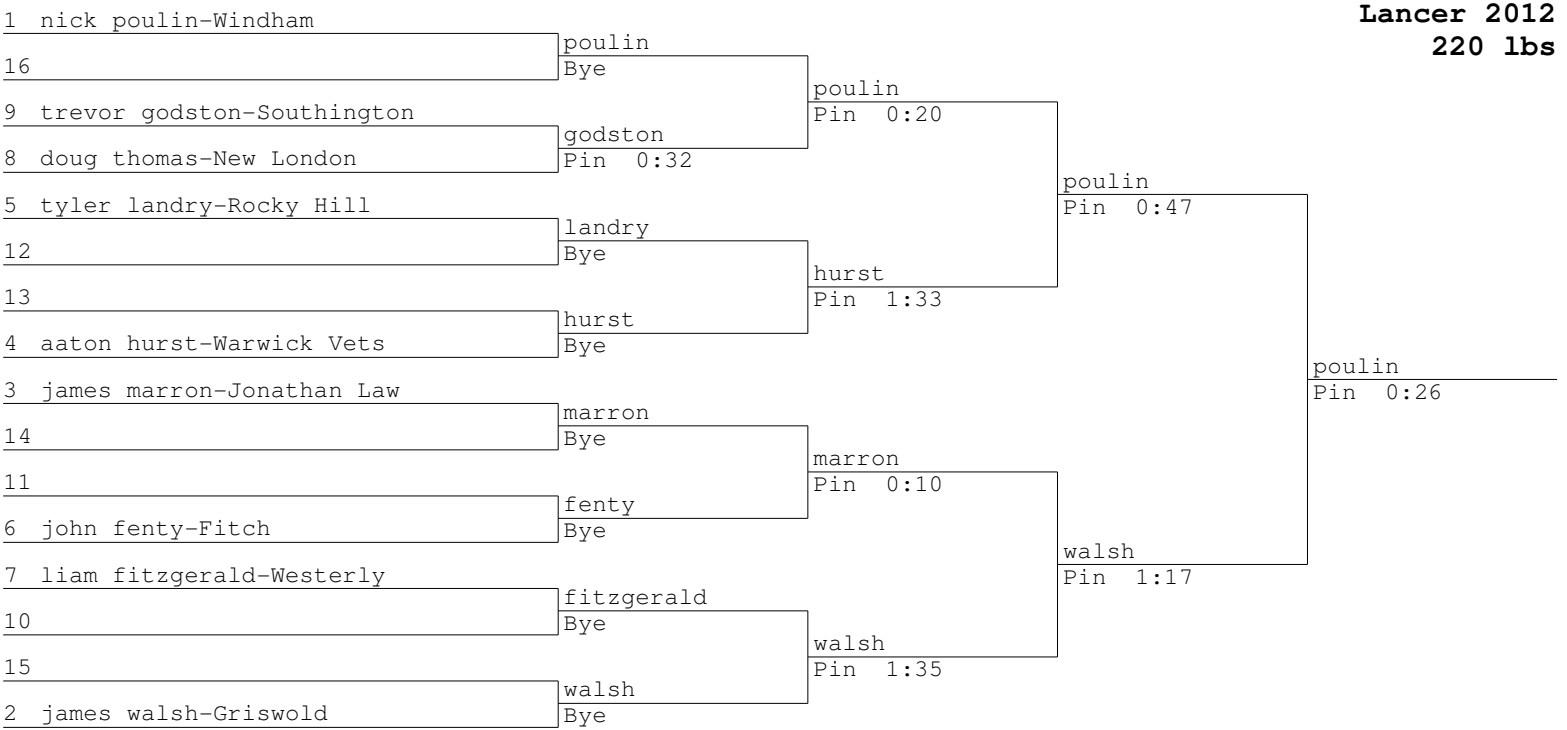 Lancer 2012
220 lbs
1 nick poulin-Windham
16
9 trevor godston-Southington
8 doug thomas-New London
5 tyler landry-Rocky Hill
12
13
4 aaton hurst-Warwick Vets
3 james marron-Jonathan Law
14
11
6 john fenty-Fitch
7 liam fitzgerald-Westerly
10
15
2 james walsh-Griswold
poulin
Bye
godston
Pin 0:32
landry
Bye
hurst
Bye
marron
Bye
fenty
Bye
fitzgerald
Bye
walsh
Bye
poulin
Pin 0:20
hurst
Pin 1:33
marron
Pin 0:10
walsh
Pin 1:35
poulin
Pin 0:47
walsh
Pin 1:17
poulin
Pin 0:26